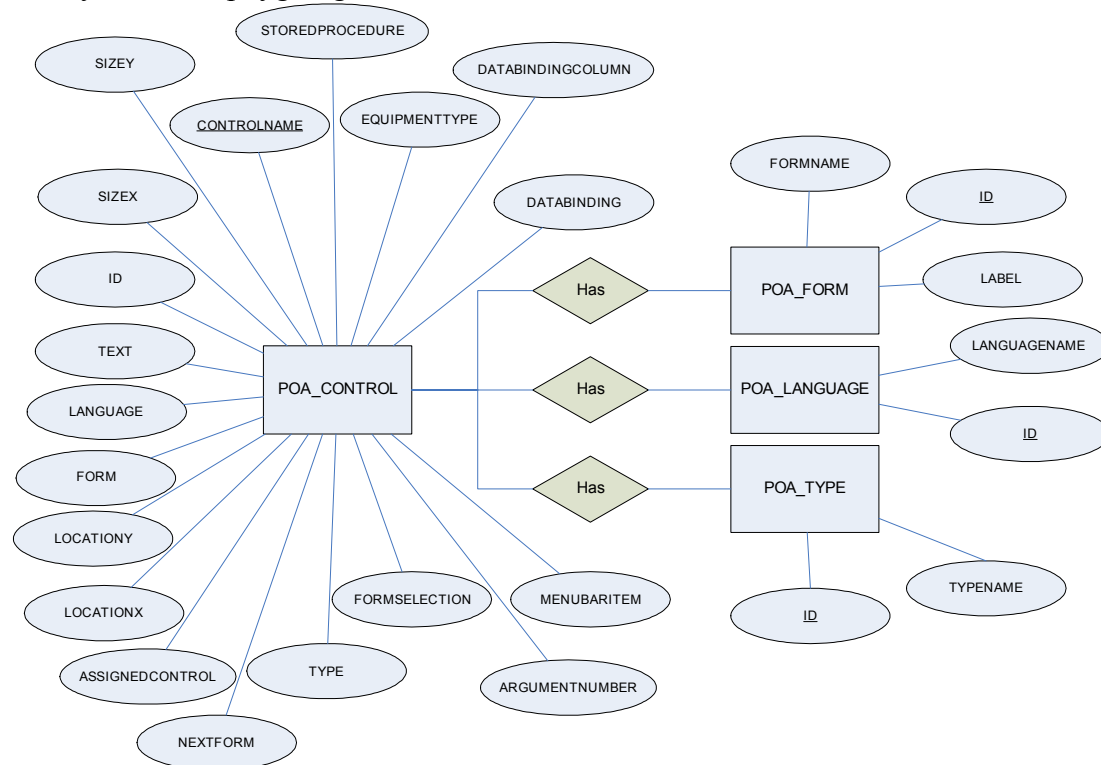 STOREDPROCEDURE
SIZEY
DATABINDINGCOLUMN
CONTROLNAME
EQUIPMENTTYPE
FORMNAME
SIZEX
ID
DATABINDING
ID
Has
POA_FORM
LABEL
TEXT
LANGUAGENAME
POA_CONTROL
Has
POA_LANGUAGE
LANGUAGE
ID
FORM
Has
POA_TYPE
LOCATIONY
TYPENAME
LOCATIONX
FORMSELECTION
MENUBARITEM
ID
ASSIGNEDCONTROL
TYPE
ARGUMENTNUMBER
NEXTFORM